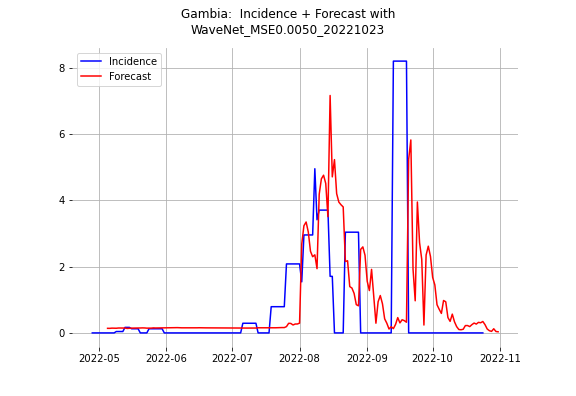 Gambia:  Incidence + Forecast with
WaveNet_MSE0.0050_20221023
Incidence
Forecast
8
6
4
2
0
2022-05 2022-06 2022-07 2022-08 2022-09 2022-10 2022-11